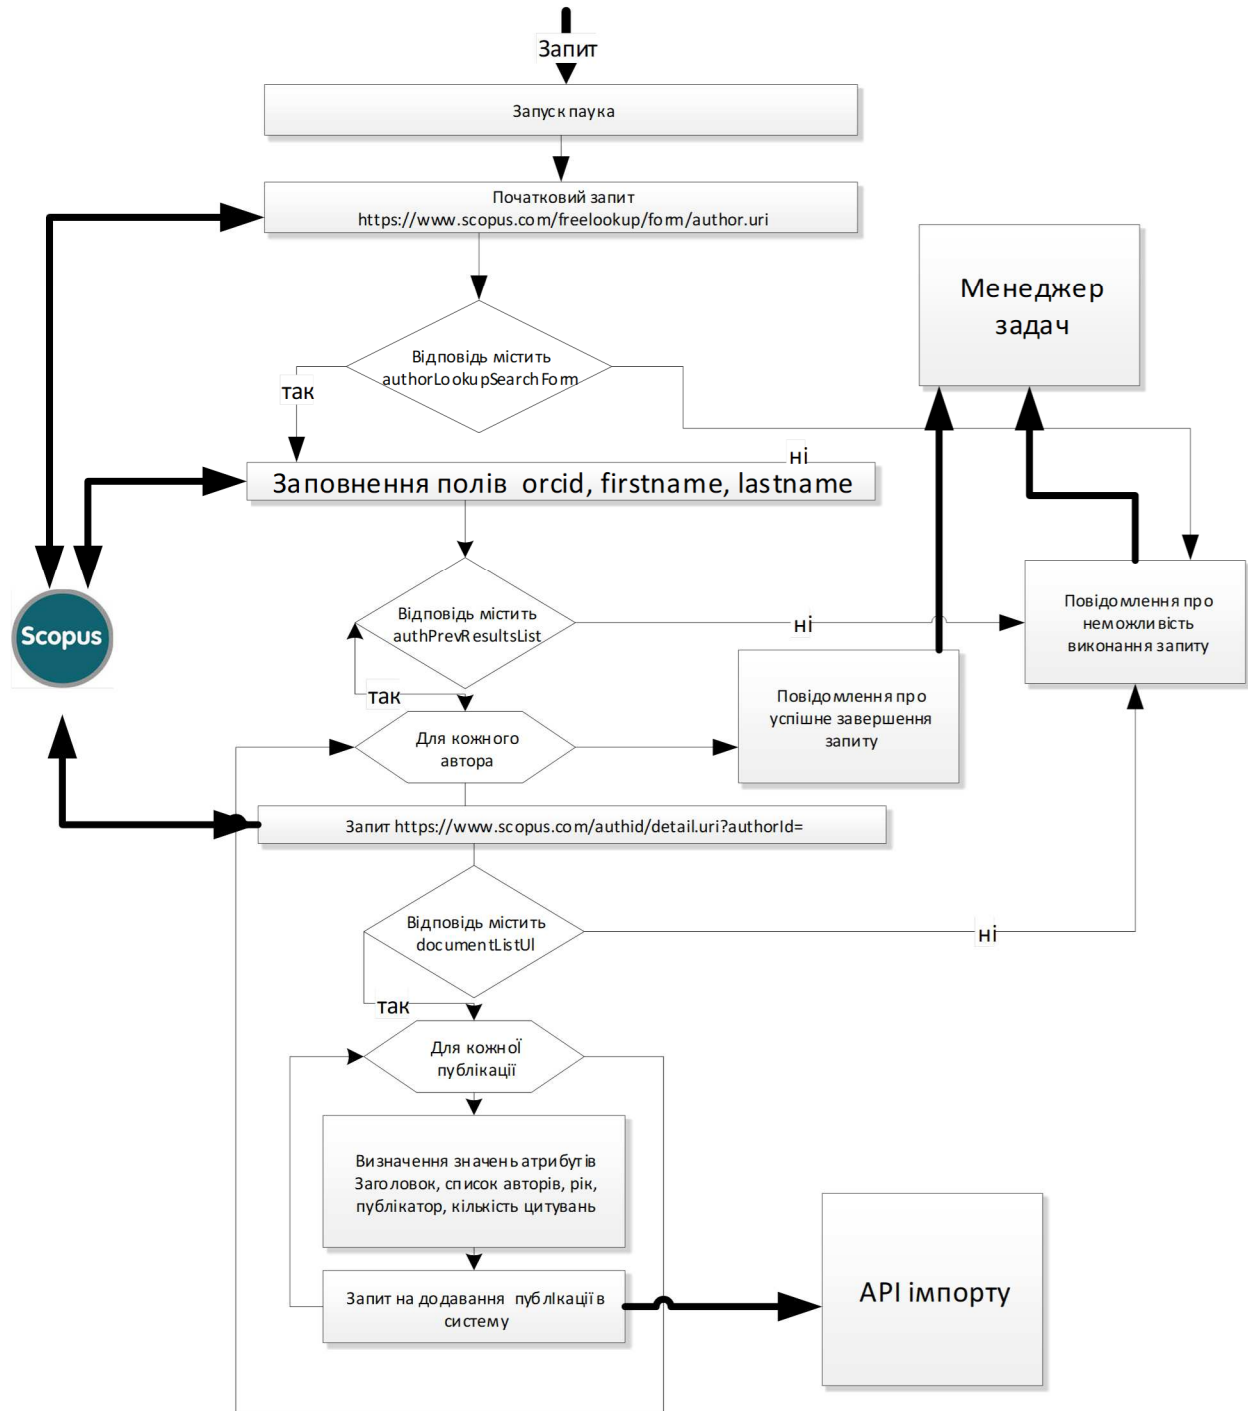 Запит
Запуск паука
Початковий запит
https://www.scopus.com/freelookup/form/author.uri
Менеджер
задач
Відповідь містить
authorLookupSearchForm
так
ні
Заповнення полів orcid, firstname, lastname
Scopus
Відповідь містить
authPrevResultsList
ні
Повідомлення про
неможливість
виконання запиту
так
Повідомлення про
успішне завершення
запиту
Для кожного
автора
Запит https://www.scopus.com/authid/detail.uri?authorId=
Відповідь містить
documentListUl
ні
так
Для кожної
публікації
Визначення значень атрибутів
Заголовок, список авторів, рік,
публікатор, кількість цитувань
Запит на додавання публікації в
систему
API імпорту